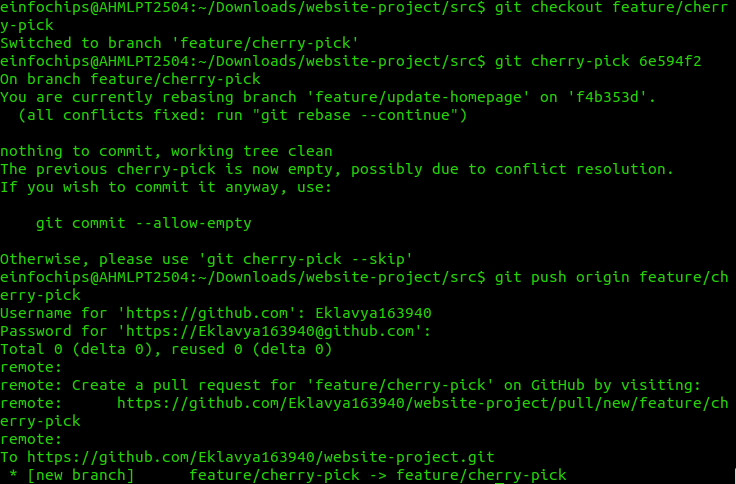 einfochips@AHMLPT2504:~/Downloads/website-project/src$ git checkout feature/cherr
y-pick
Switched to branch 'feature/cherry-pick'
einfochips@AHMLPT2504:~/Downloads/website-project/src$ git cherry-pick 6e594f2
On branch feature/cherry-pick
You are currently rebasing branch 'feature/update-homepage' on 'f4b353d'.
  (all conflicts fixed: run "git rebase --continue")

nothing to commit, working tree clean
The previous cherry-pick is now empty, possibly due to conflict resolution.
If you wish to commit it anyway, use:

    git commit --allow-empty

Otherwise, please use 'git cherry-pick --skip'
einfochips@AHMLPT2504:~/Downloads/website-project/src$ git push origin feature/ch
erry-pick
Username for 'https://github.com': Eklavya163940
Password for 'https://Eklavya163940@github.com':
Total 0 (delta 0), reused 0 (delta 0)
remote:
remote: Create a pull request for 'feature/cherry-pick' on GitHub by visiting:
remote:      https://github.com/Eklavya163940/website-project/pull/new/feature/ch
erry-pick
remote:
To https://github.com/Eklavya163940/website-project.git
 * [new branch]      feature/cherry-pick -> feature/cherry-pick